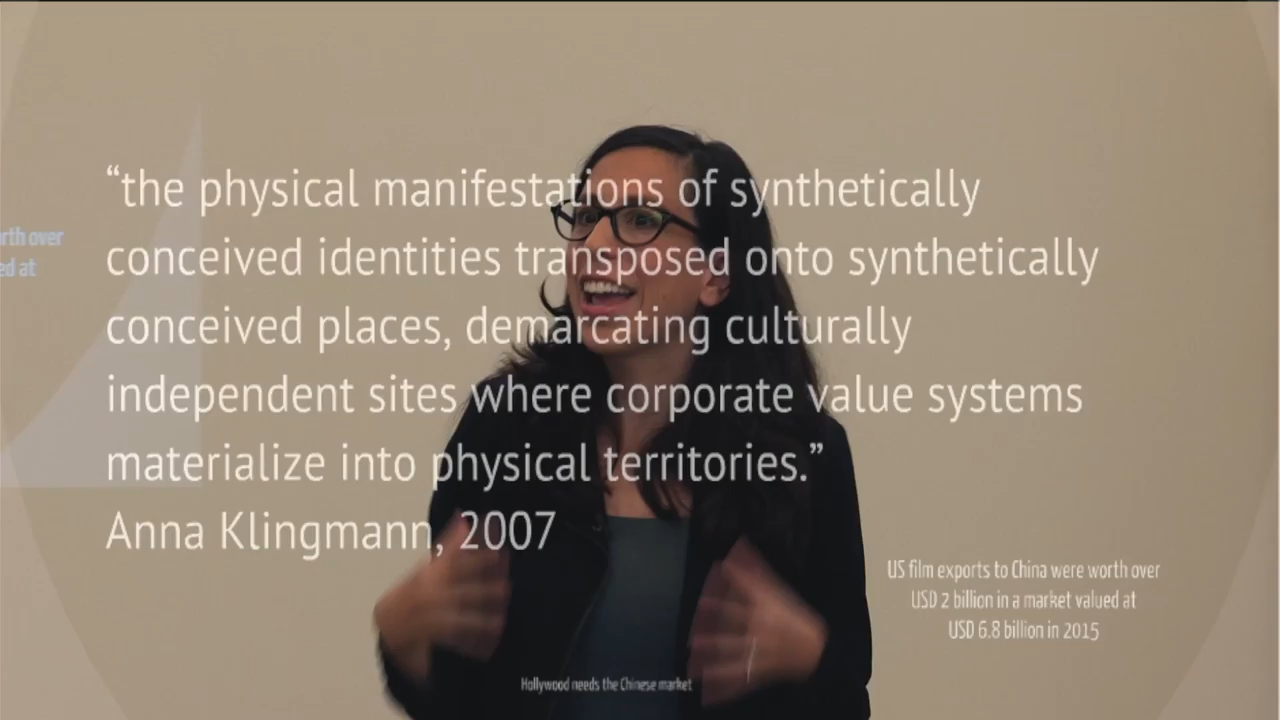 “the physical manifestations of synthetically
conceived identities transposed onto synthetically
conceived places, demarcating culturally
independent sites where corporate value systems
materialize into physical territories.”
Anna Klingmann, 2007
over
at
US film exports to China were worth over
USD 2 billion in a market valued at
USD 6.8 billion in 2015
Hollywood needs the Chinese market